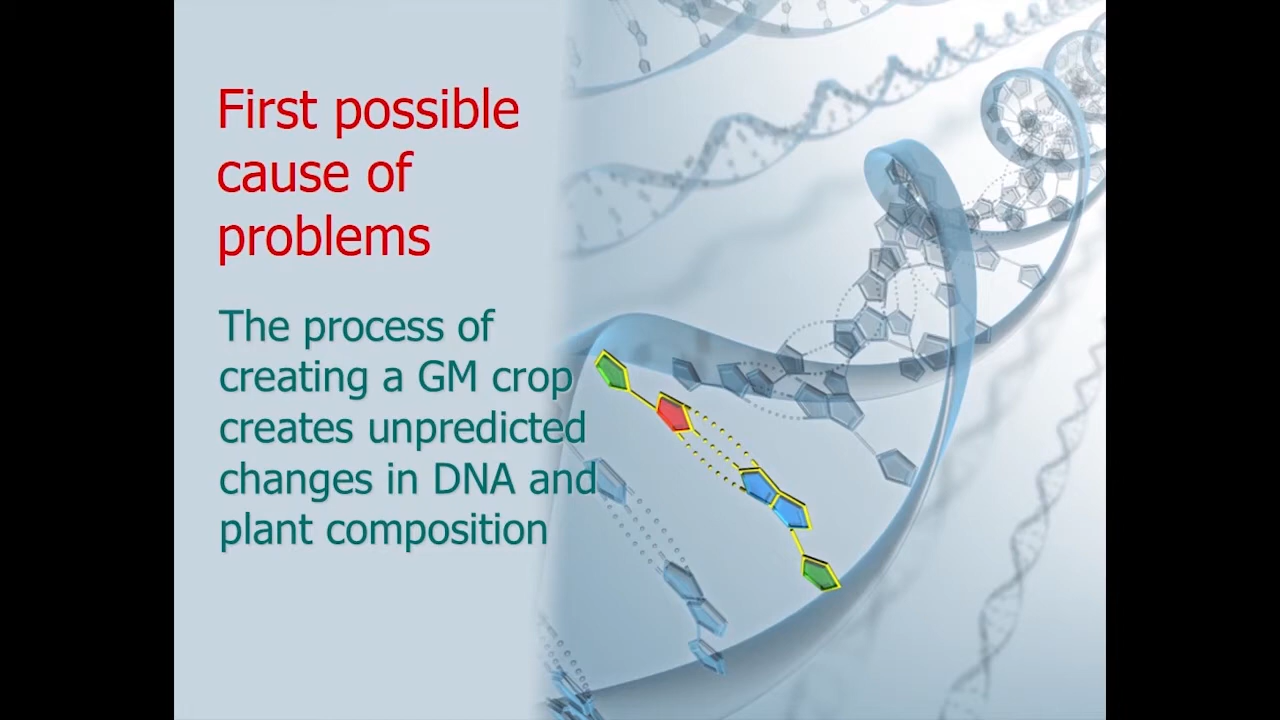 First possible
cause of
problems
The process of
creating a GM crop
creates unpredicted
changes in DNA and
plant composition